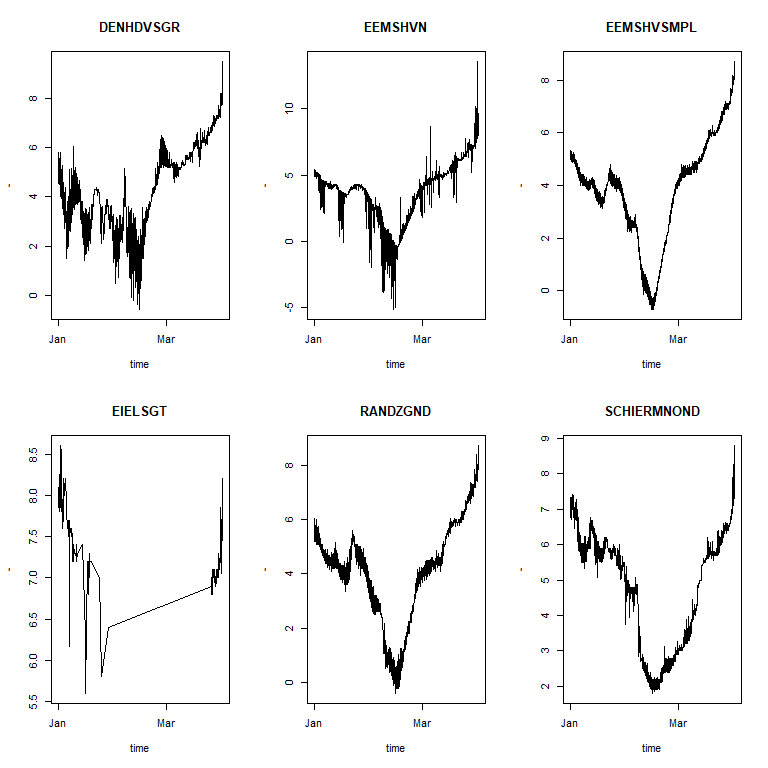 DENHDVSGR EEMSHVN EEMSHVSMPL
8 10 8
6 5 6
4 0 4
2 -5 2
0 0
- - -
Jan Mar Jan Mar Jan Mar
time time time
EIELSGT RANDZGND SCHIERMNOND
8.5 8 9
8.0 6 8
7.5 4 7
7.0 2 6
6.5 0 5
6.0 4
5.5 3
2
- - -
Jan Mar Jan Mar Jan Mar
time time time